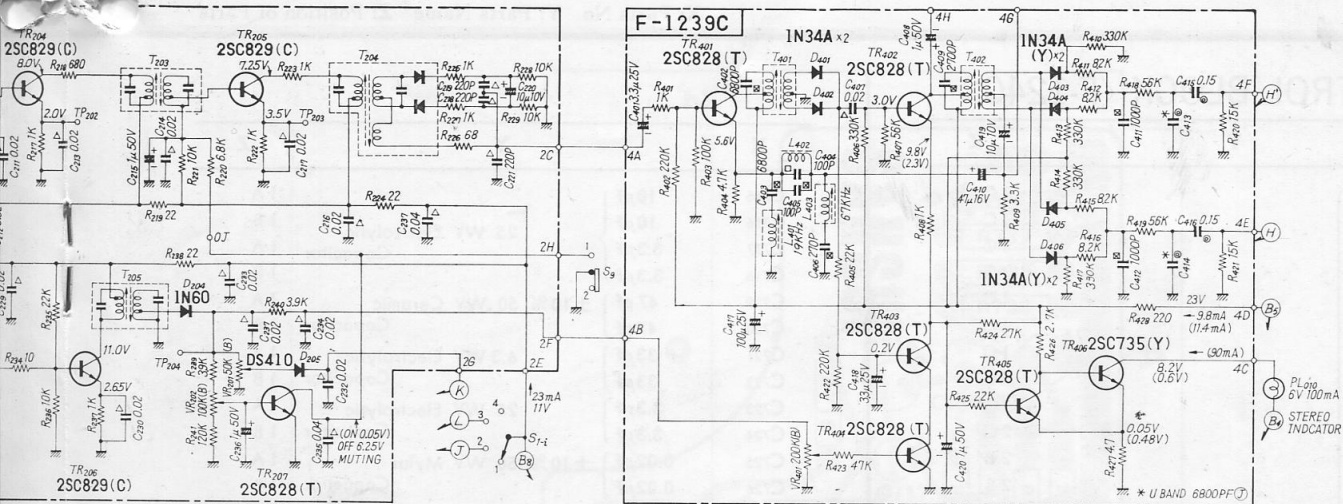 F-1239C
TR204
2SC829(C)
8.0V
R218 680
T203
TR205
2SC829(C)
7.25V
R223 1K
T204
R225 1K
C219 220P
C218 220P
R227 1K
R226 68
R228 10K
C220
10μ10V
R229 10K
C221 220P
2.0V
TP202
R217 1K
C213 0.02
C211 0.02
C214
0.02
C215 1μ50V
R221 10K
R220 6.8K
3.5V
TP203
R222 1K
C217 0.02
R219 22
0J
C216
0.02
R224 22
C237
0.04
2C
2H
2F
2E
2G
R238 22
C233
0.02
T205
D204
1N60
R240 3.9K
C237
0.02
C234
0.02
R235 22K
R234 10
11.0V
2.65V
R236 10K
R237 1K
C230 0.02
TR206
2SC829(C)
TP204
R239 33K
VR201 50K (B)
VR202
100K(B)
R241
120K
C236 1μ50V
DS410
D205
C232 0.02
C235 0.04
TR207
2SC828(T)
(ON 0.05V)
OFF 6.25V
MUTING
K
L
J
23mA
11V
S1-i
B8
S9
1
2
4
3
2
1
4A
4B
C401 3.3μ25V
R401
1K
TR401
2SC828(T)
C402
6800P
T401
1N34A×2
D401
D402
C407
0.02
R402 220K
R403 100K
5.6V
R404 4.7K
6800P
C403
L402
C404
100P
C405
100P
L401
19KHz
L403
67KHz
C406 270P
R405 22K
R406 330K
R407 56K
TR402
2SC828(T)
3.0V
9.8V
(2.3V)
C408
1μ50V
4H
C409
2700P
T402
4G
C419
10μ10V
C410
47μ16V
R408 1K
R409 3.3K
1N34A
(Y)×2
R410 330K
R411 82K
D403
D404
R412
8.2K
R413
330K
R414
330K
D405
R415 82K
D406
R416
8.2K
R417
330K
1N34A(Y)×2
R418 56K
C415 0.15
C411 1000P
* C413
R420 15K
4F
H'
R419 56K
C416 0.15
C412 1000P
* C414
R421 15K
4E
H
C417
100μ25V
R428 220
23V
9.8mA
(11.4mA)
4D
B5
TR403
2SC828(T)
0.2V
R422 220K
C418
33μ25V
R424 27K
R426 2.7K
TR405
2SC828(T)
R425 22K
TR406
2SC735(Y)
(90mA)
8.2V
(0.6V)
4C
PL010
6V 100mA
STEREO
INDCATOR
B4
TR404
2SC828(T)
VR401 200K(B)
R423 47K
C420 1μ50V
0.05V
(0.48V)
R427 4.7
* U.BAND 6800PF J